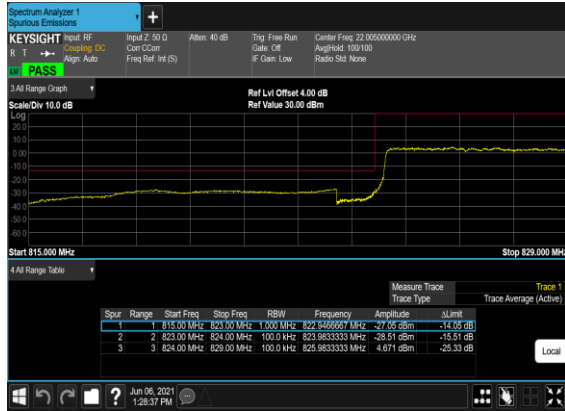 Spectrum Analyzer 1
Spurious Emissions
+
KEYSIGHT Input: RF Input Z: 50 Ω Atten: 40 dB Trig: Free Run Center Freq: 22.005000000 GHz
R T Coupling: DC Corr CCorr Gate: Off Avg|Hold: 100/100
Align: Auto Freq Ref: Int (S) IF Gain: Low Radio Std: None
PASS
3 All Range Graph Ref Lvl Offset 4.00 dB
Scale/Div 10.0 dB Ref Value 30.00 dBm
Log
20.0
10.0
0.00
-10.0
-20.0
-30.0
-40.0
-50.0
-60.0
Start 815.000 MHz Stop 829.000 MHz
4 All Range Table
Measure Trace Trace 1
Trace Type Trace Average (Active)
Spur Range Start Freq Stop Freq RBW Frequency Amplitude ΔLimit
1 1 815.00 MHz 823.00 MHz 1.000 MHz 822.9466667 MHz -27.05 dBm -14.05 dB
2 2 823.00 MHz 824.00 MHz 100.0 kHz 823.9833333 MHz -28.51 dBm -15.51 dB
3 3 824.00 MHz 829.00 MHz 100.0 kHz 825.9833333 MHz 4.671 dBm -25.33 dB
Local
? Jun 06, 2021
1:28:37 PM